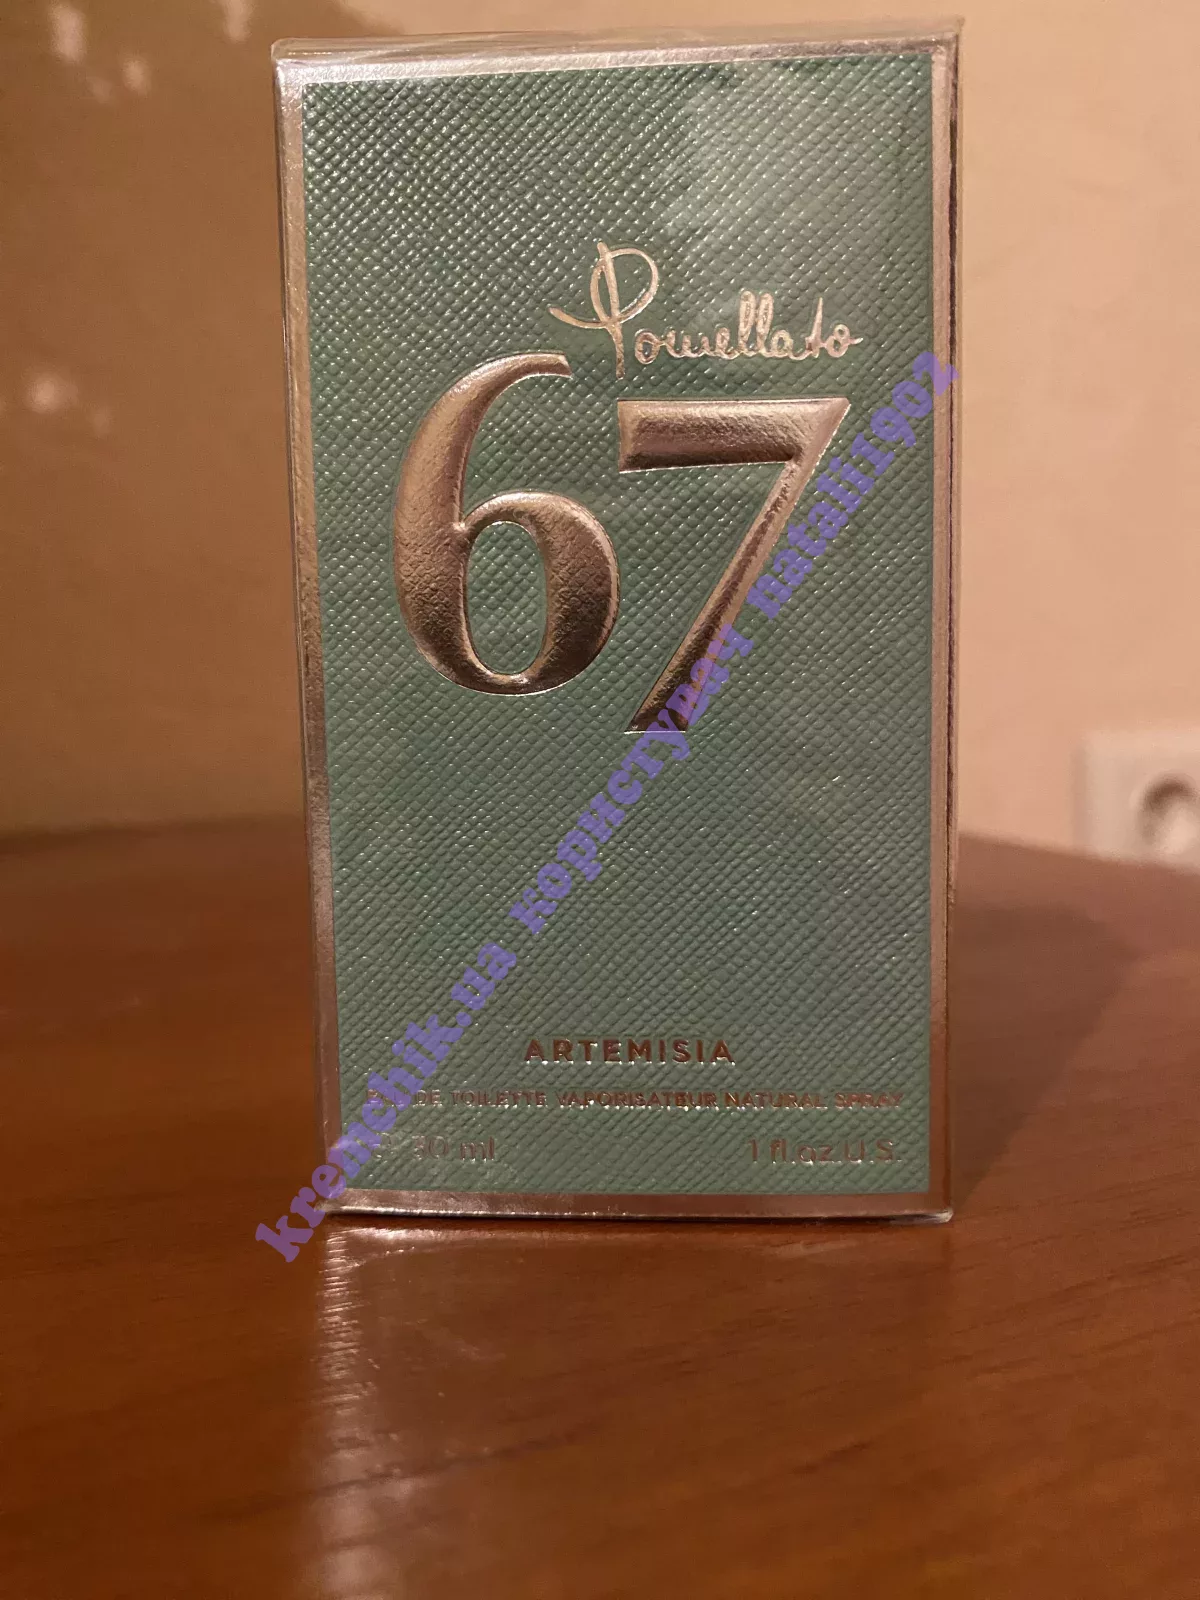 Pomellato
67
ARTEMISIA
EAU DE TOILETTE VAPORISATEUR NATURAL SPRAY
30 ml 1 fl.oz.U.S.
kremchik.ua користувач natali1902